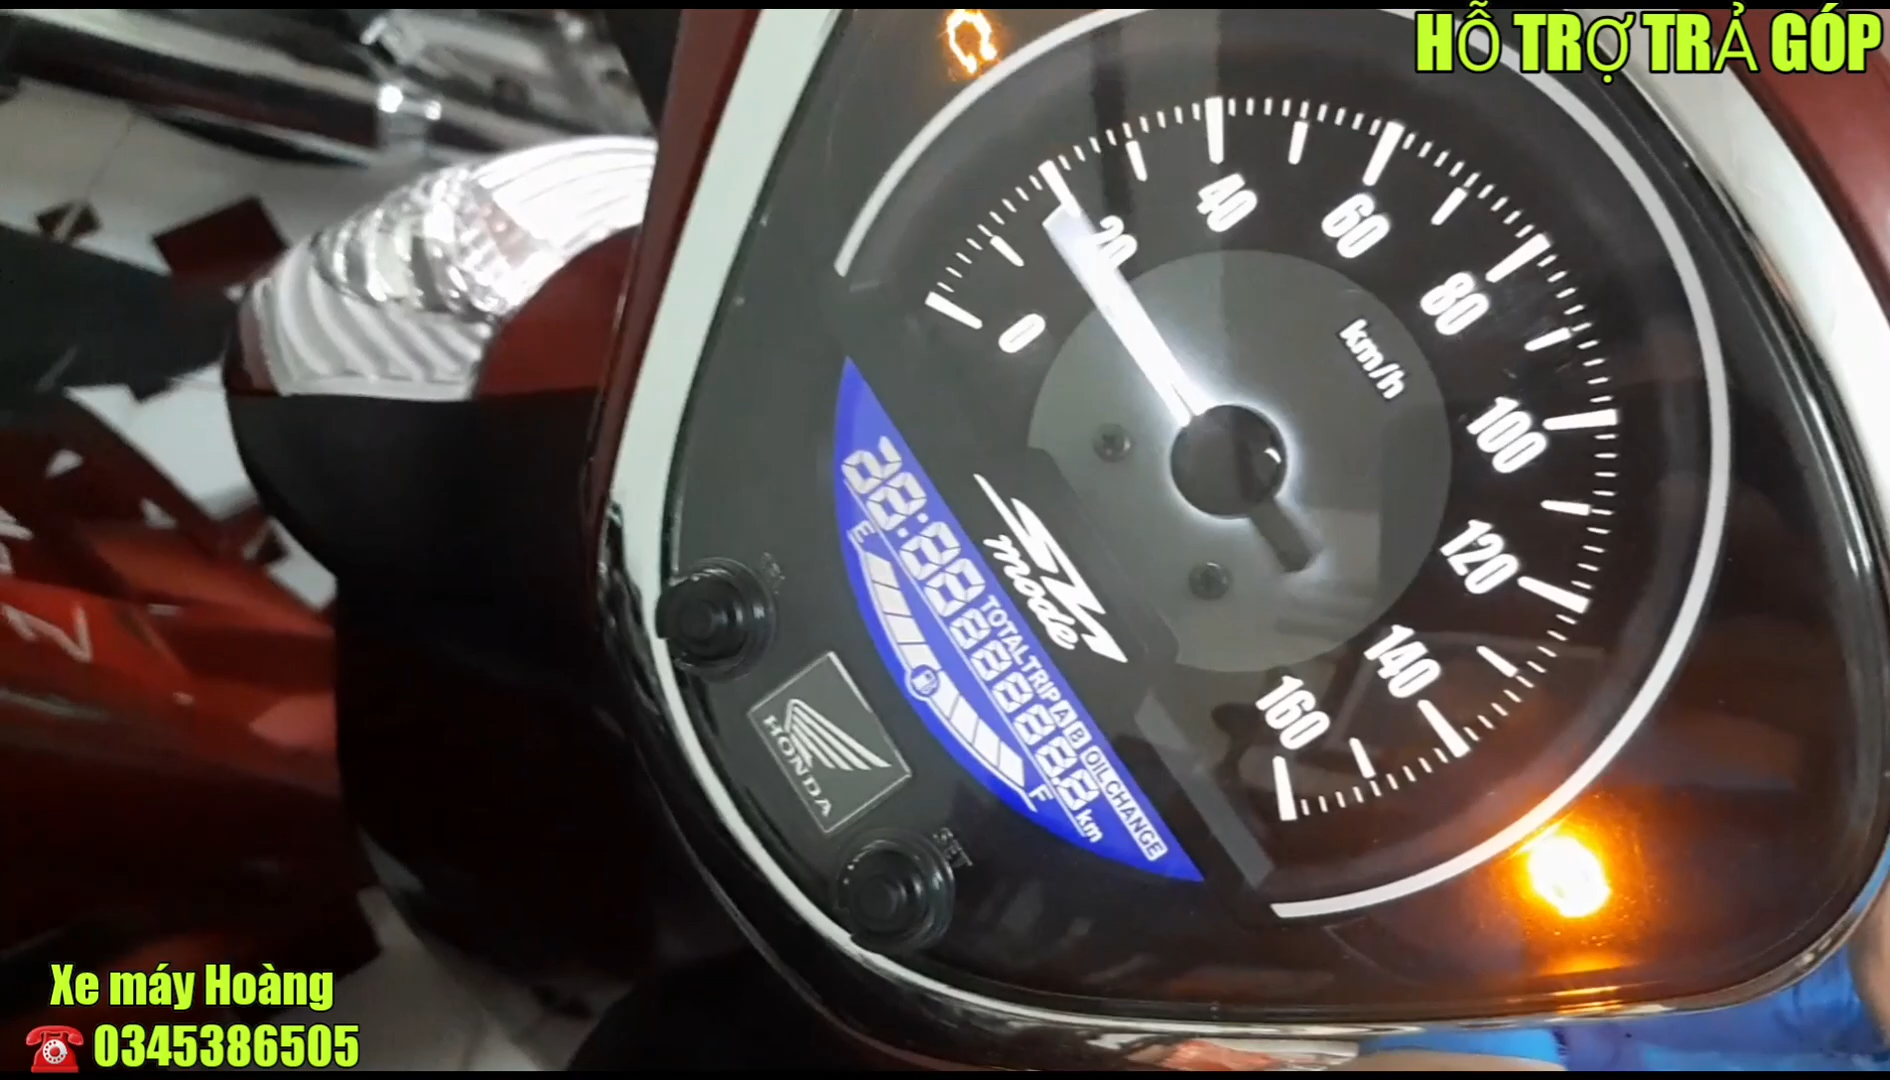 HỖ TRỢ TRẢ GÓP
0
20
40
60
80
100
120
140
160
km/h
SH
mode
88:88
888888.8
km
TOTAL TRIP A B OIL CHANGE
E
F
HONDA
SET
Xe máy Hoàng
☎ 0345386505